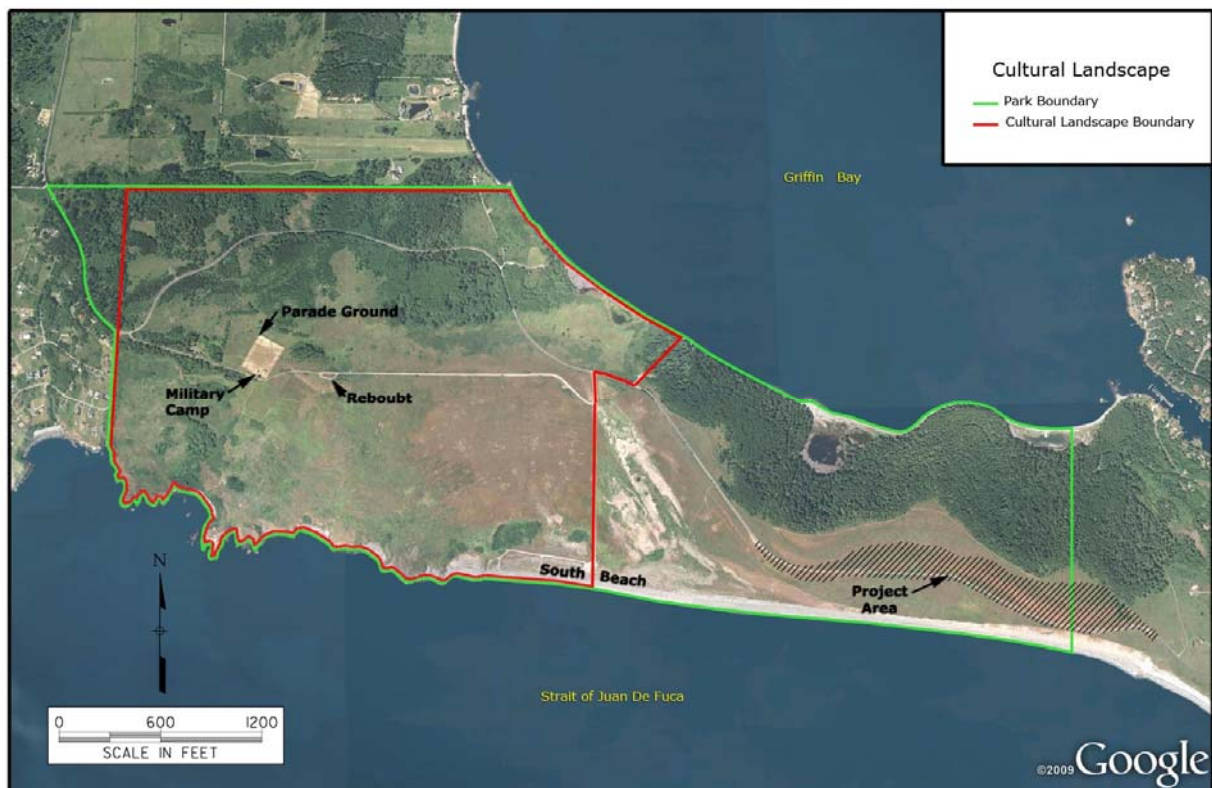 Cultural Landscape
Park Boundary
Cultural Landscape Boundary
Griffin Bay
Parade Ground
Military
Camp
Reboubt
South Beach
Project
Area
N
Strait of Juan De Fuca
0 600 1200
SCALE IN FEET
©2009 Google